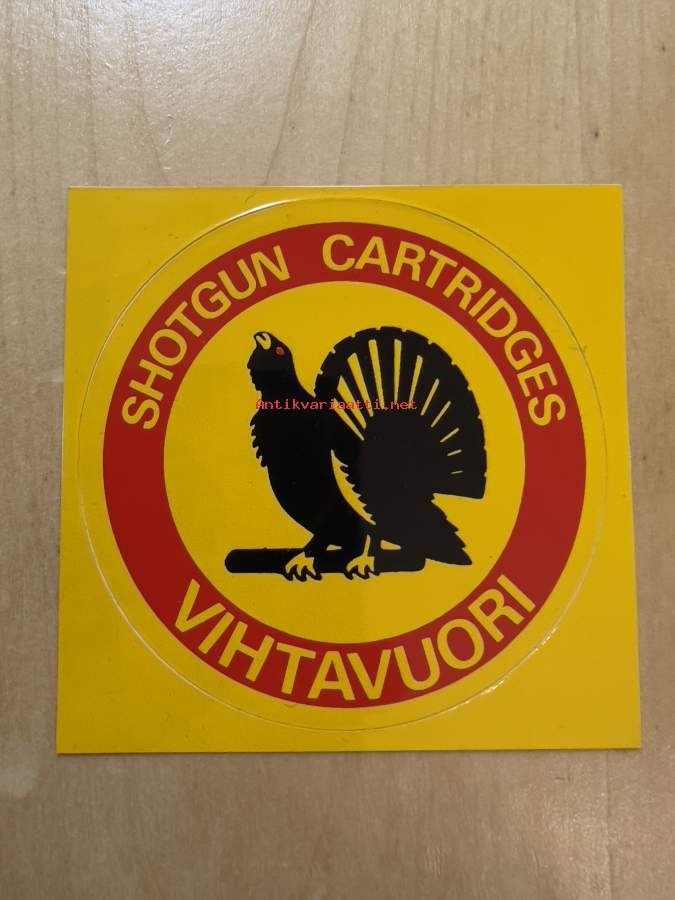 SHOTGUN CARTRIDGES
Antikvariaatti.net
VIHTAVUORI